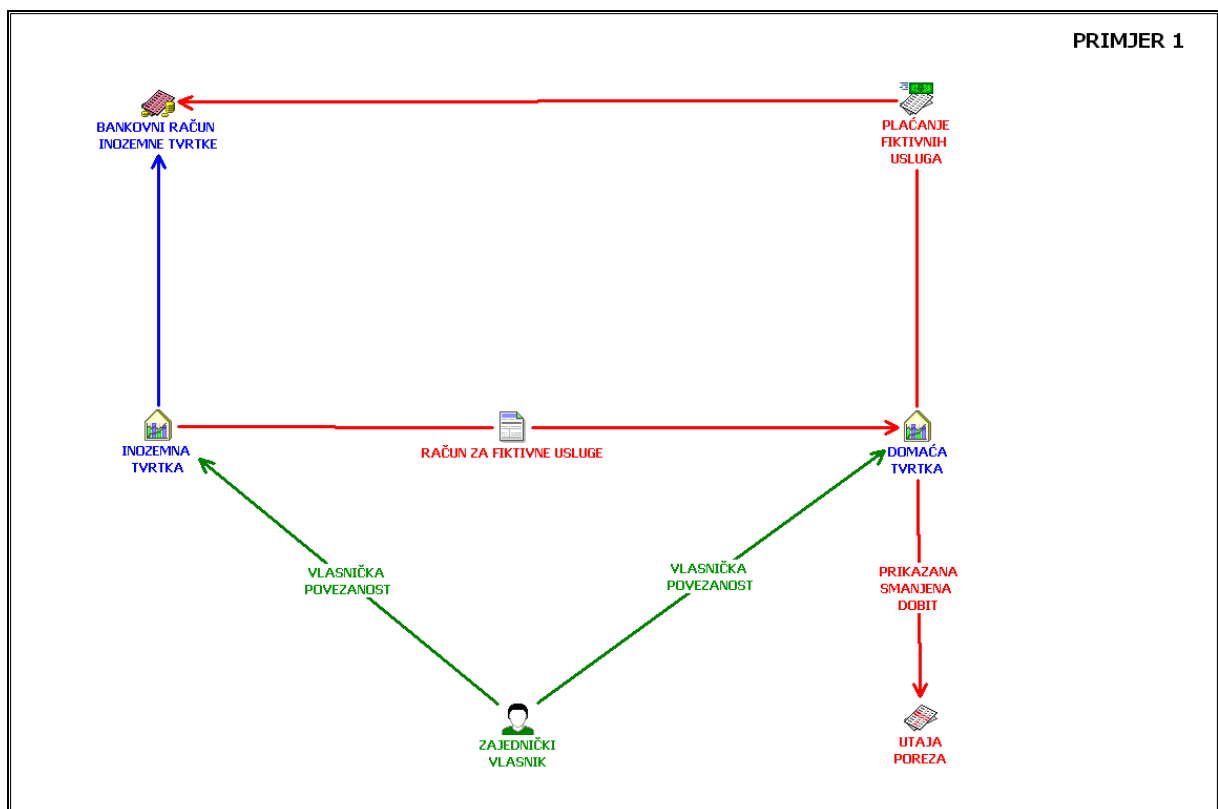 PRIMJER 1
BANKOVNI RAČUN
INOZEMNE TVRTKE
PLAĆANJE
FIKTIVNIH
USLUGA
INOZEMNA
TVRTKA
RAČUN ZA FIKTIVNE USLUGE
DOMAĆA
TVRTKA
VLASNIČKA
POVEZANOST
VLASNIČKA
POVEZANOST
PRIKAZANA
SMANJENA
DOBIT
ZAJEDNIČKI
VLASNIK
UTAJA
POREZA